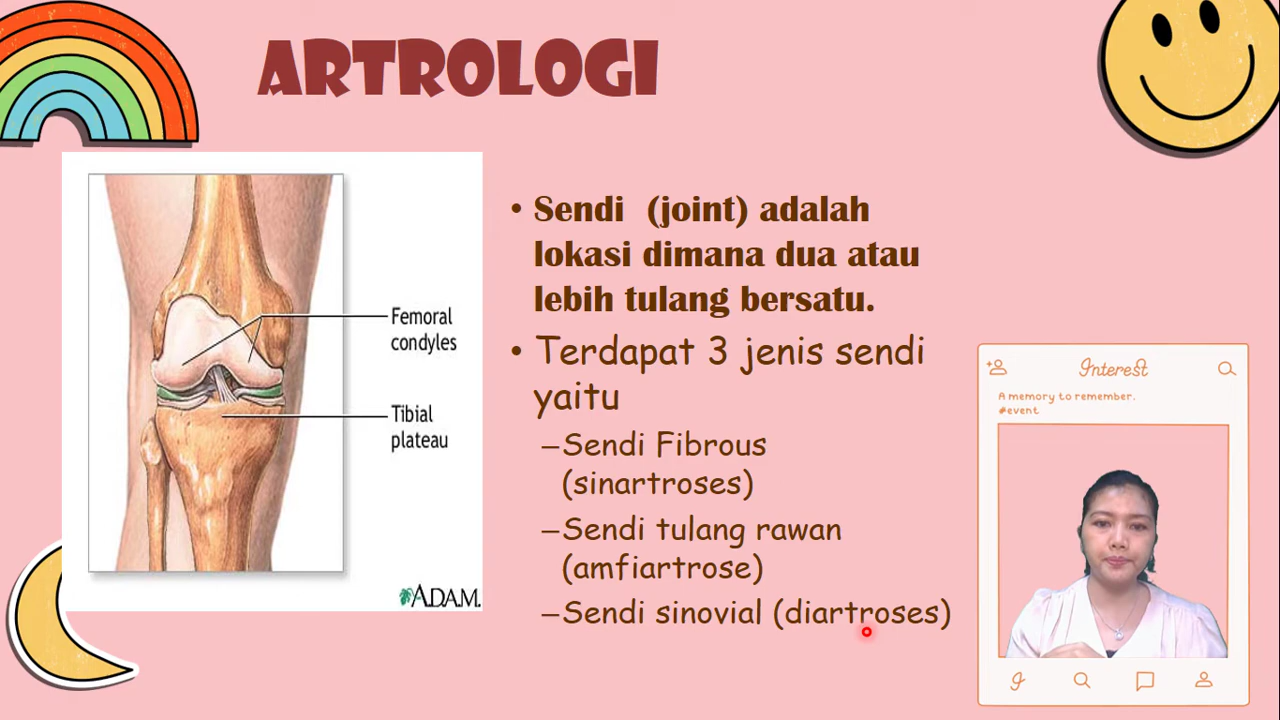 ARTROLOGI
Femoral
condyles
Tibial
plateau
A.D.A.M.
• Sendi (joint) adalah
lokasi dimana dua atau
lebih tulang bersatu.
• Terdapat 3 jenis sendi
yaitu
–Sendi Fibrous
(sinartroses)
–Sendi tulang rawan
(amfiartrose)
–Sendi sinovial (diartroses)
Interest
A memory to remember.
#event